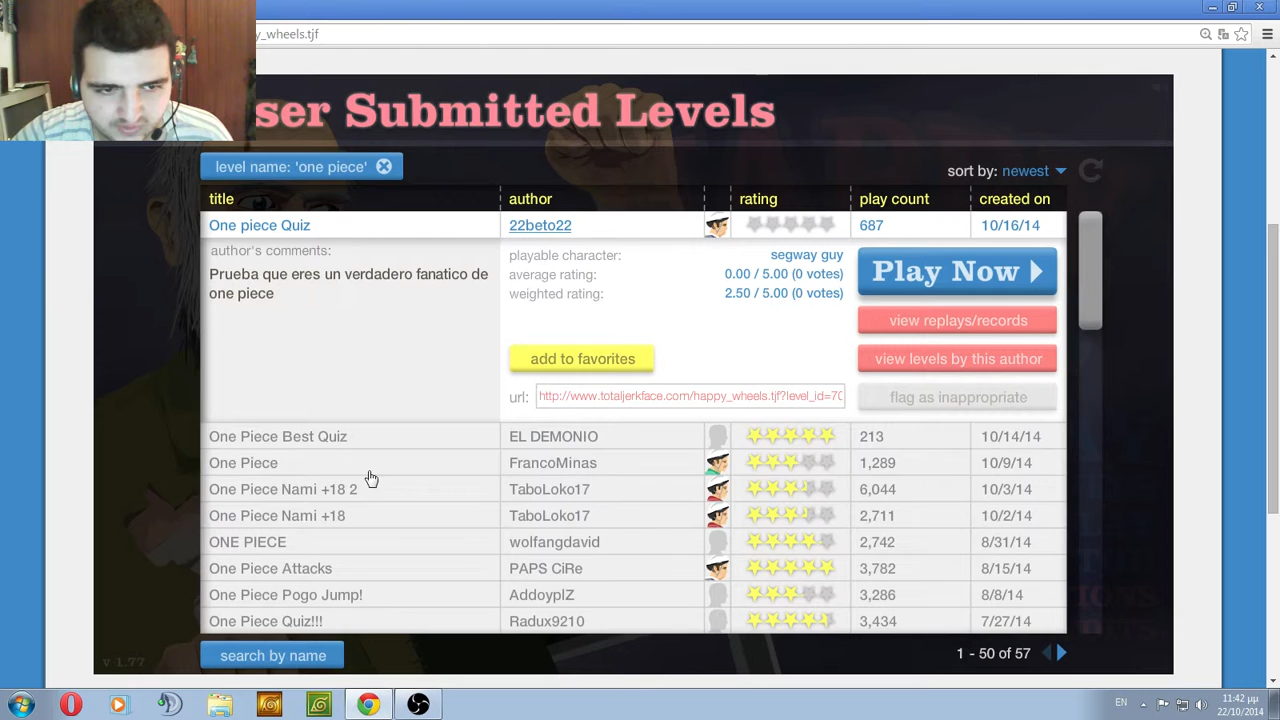 py_wheels.tjf
ser Submitted Levels
level name: 'one piece'
sort by: newest
title author rating play count created on
One piece Quiz 22beto22 687 10/16/14
author's comments:
Prueba que eres un verdadero fanatico de
one piece
playable character: segway guy
average rating: 0.00 / 5.00 (0 votes)
weighted rating: 2.50 / 5.00 (0 votes)
Play Now
view replays/records
add to favorites
view levels by this author
url: http://www.totaljerkface.com/happy_wheels.tjf?level_id=70
flag as inappropriate
One Piece Best Quiz EL DEMONIO 213 10/14/14
One Piece FrancoMinas 1,289 10/9/14
One Piece Nami +18 2 TaboLoko17 6,044 10/3/14
One Piece Nami +18 TaboLoko17 2,711 10/2/14
ONE PIECE wolfangdavid 2,742 8/31/14
One Piece Attacks PAPS CiRe 3,782 8/15/14
One Piece Pogo Jump! AddoyplZ 3,286 8/8/14
One Piece Quiz!!! Radux9210 3,434 7/27/14
search by name
1 - 50 of 57
v 1.77
EN
11:42 μμ
22/10/2014